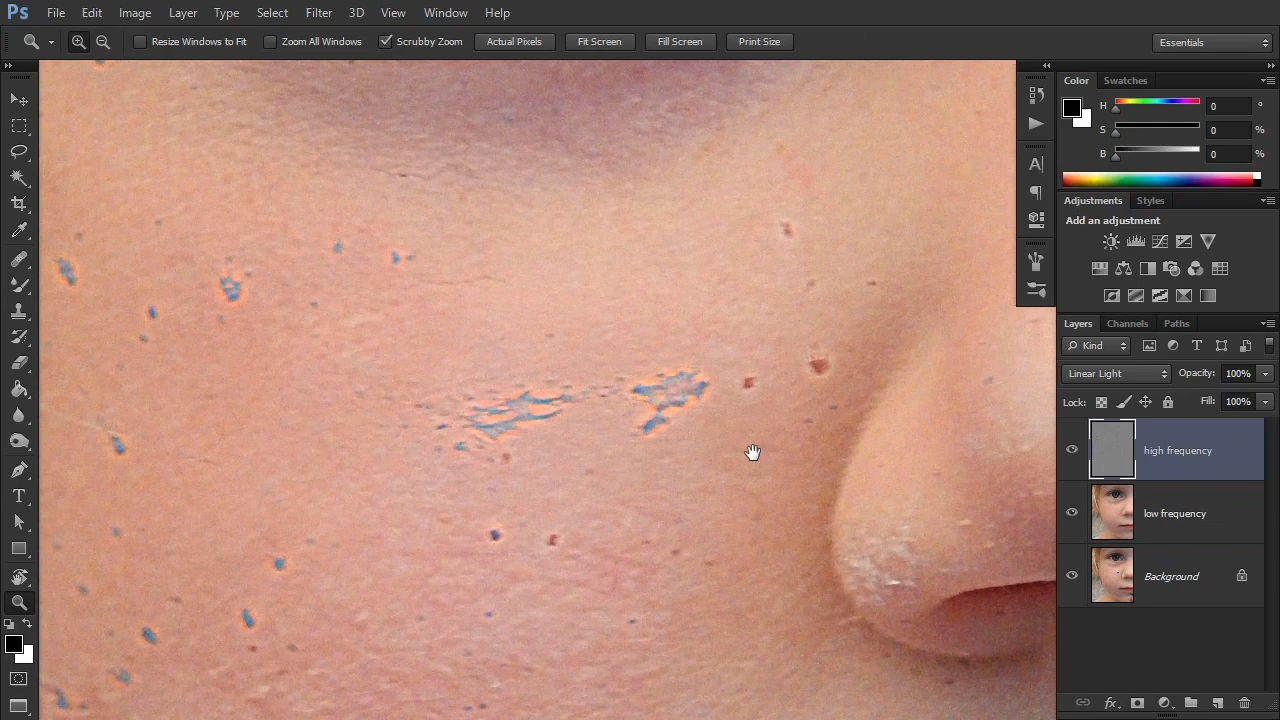 Ps File Edit Image Layer Type Select Filter 3D View Window Help
Resize Windows to Fit Zoom All Windows Scrubby Zoom Actual Pixels Fit Screen Fill Screen Print Size Essentials
Color Swatches
H 0 °
S 0 %
B 0 %
Adjustments Styles
Add an adjustment
Layers Channels Paths
Kind
Linear Light Opacity: 100%
Lock: Fill: 100%
high frequency
low frequency
Background